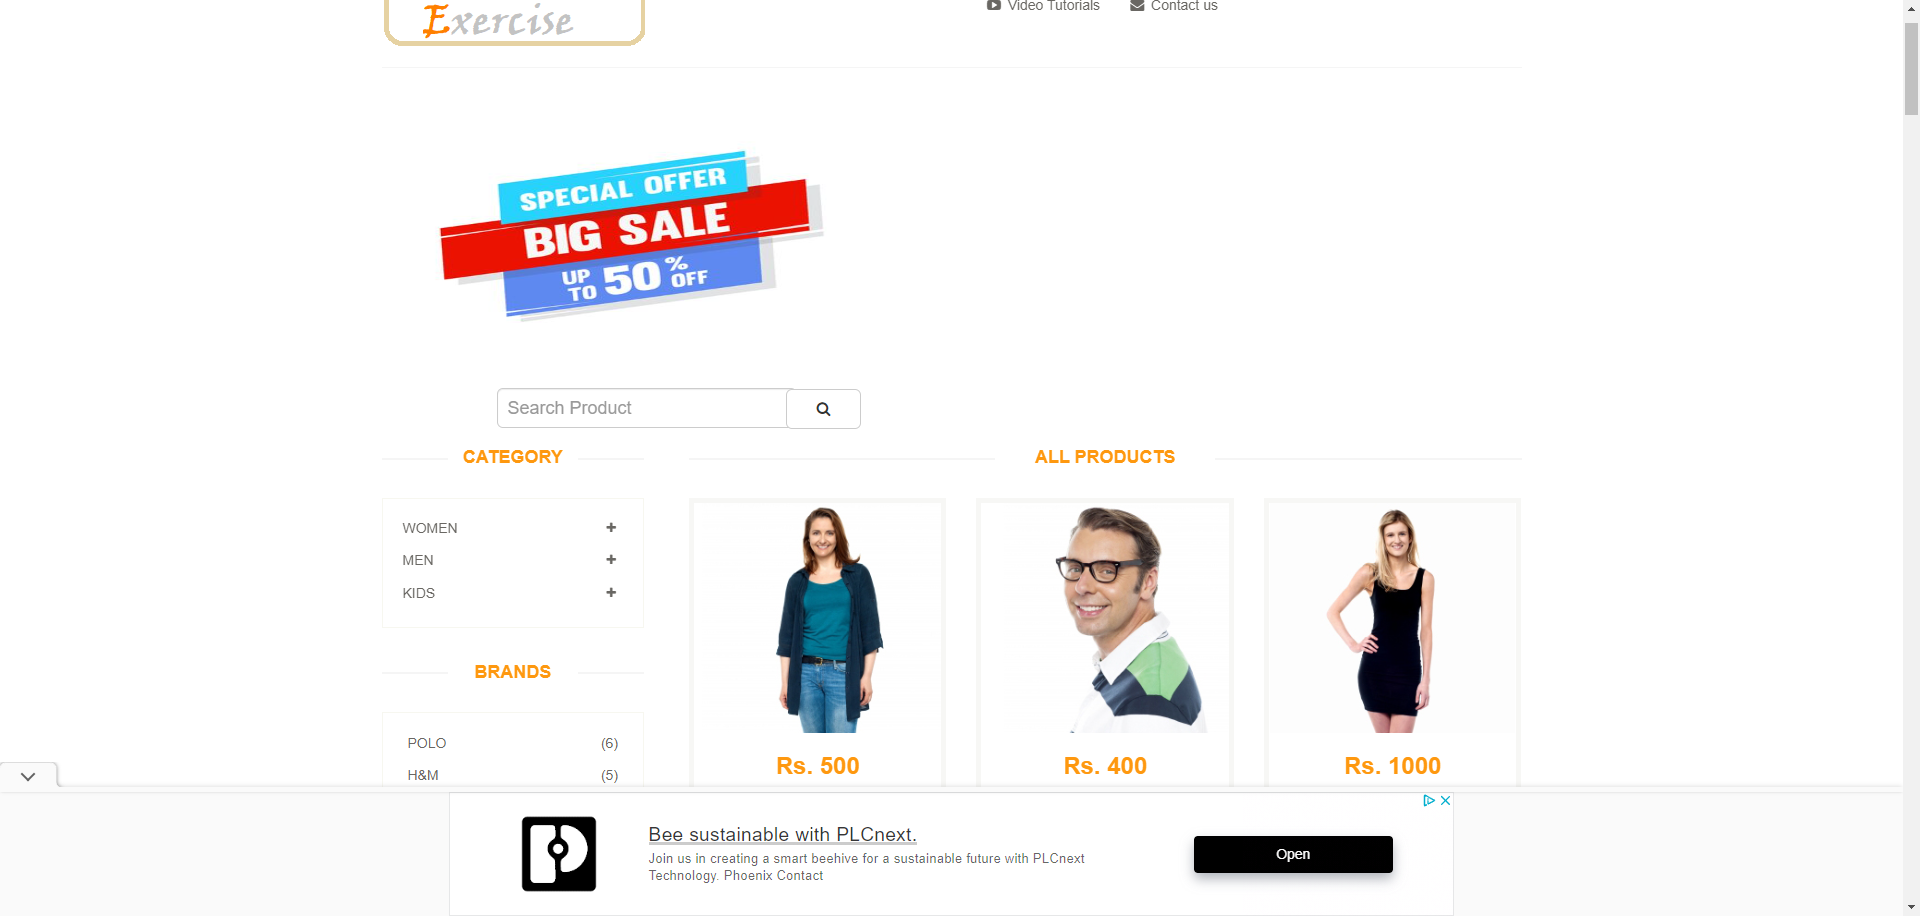 Exercise
Video Tutorials
Contact us
SPECIAL OFFER
BIG SALE
UP TO 50% OFF
Search Product
CATEGORY
WOMEN
MEN
KIDS
BRANDS
POLO (6)
H&M (5)
ALL PRODUCTS
Rs. 500
Rs. 400
Rs. 1000
Bee sustainable with PLCnext.
Join us in creating a smart beehive for a sustainable future with PLCnext
Technology. Phoenix Contact
Open